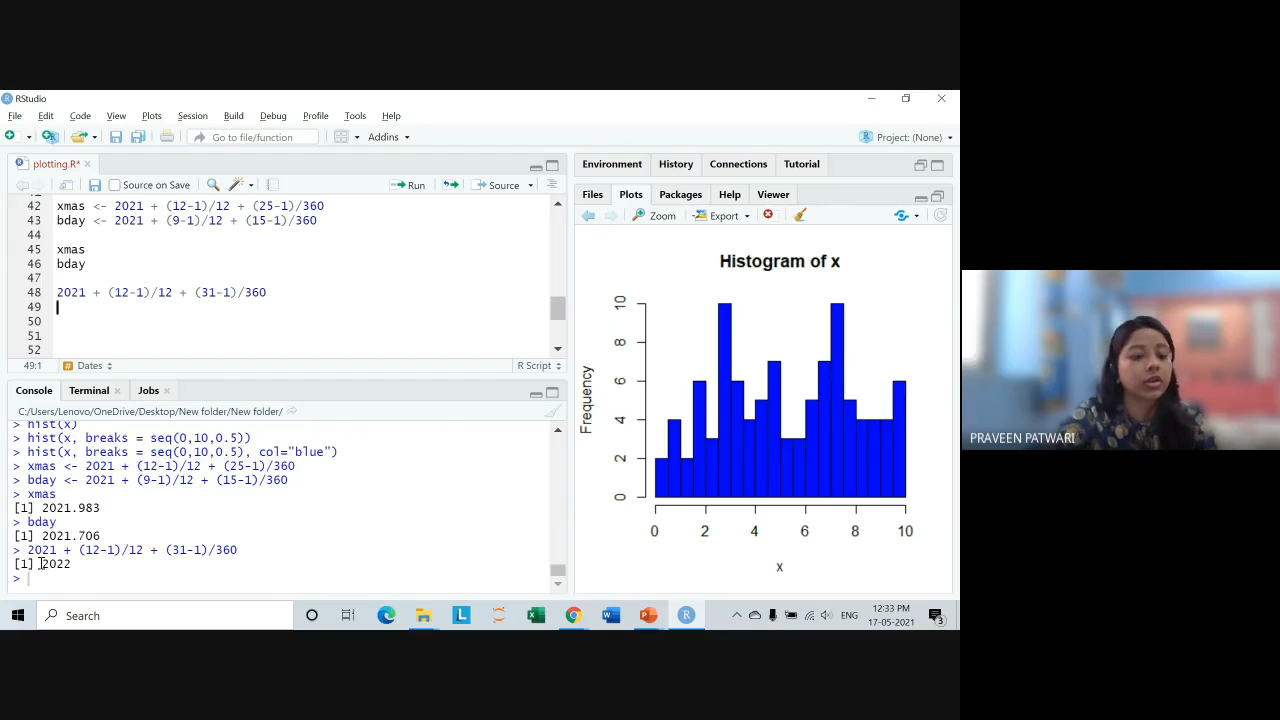 RStudio
File Edit Code View Plots Session Build Debug Profile Tools Help
Go to file/function Addins Project: (None)
plotting.R*
Source on Save Run Source
42 xmas <- 2021 + (12-1)/12 + (25-1)/360
43 bday <- 2021 + (9-1)/12 + (15-1)/360
44
45 xmas
46 bday
47
48 2021 + (12-1)/12 + (31-1)/360
49
50
51
52
49:1 Dates R Script
Console Terminal Jobs
C:/Users/Lenovo/OneDrive/Desktop/New folder/New folder/
> hist(x)
> hist(x, breaks = seq(0,10,0.5))
> hist(x, breaks = seq(0,10,0.5), col="blue")
> xmas <- 2021 + (12-1)/12 + (25-1)/360
> bday <- 2021 + (9-1)/12 + (15-1)/360
> xmas
[1] 2021.983
> bday
[1] 2021.706
> 2021 + (12-1)/12 + (31-1)/360
[1] 2022
>
Environment History Connections Tutorial
Files Plots Packages Help Viewer
Zoom Export
Histogram of x
Frequency
10
8
6
4
2
0
0 2 4 6 8 10
x
PRAVEEN PATWARI
Search
ENG
12:33 PM
17-05-2021
3